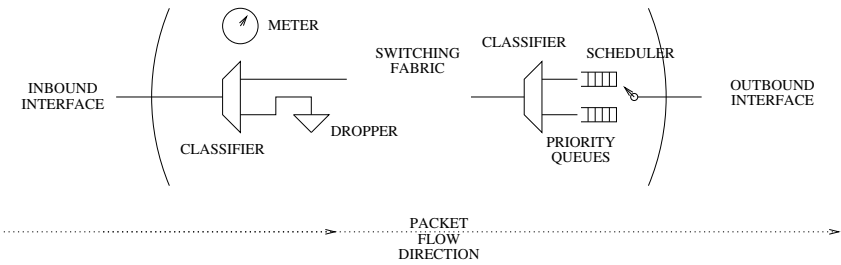 METER
SWITCHING
FABRIC
CLASSIFIER
SCHEDULER
INBOUND
INTERFACE
OUTBOUND
INTERFACE
DROPPER
CLASSIFIER
PRIORITY
QUEUES
PACKET
FLOW
DIRECTION